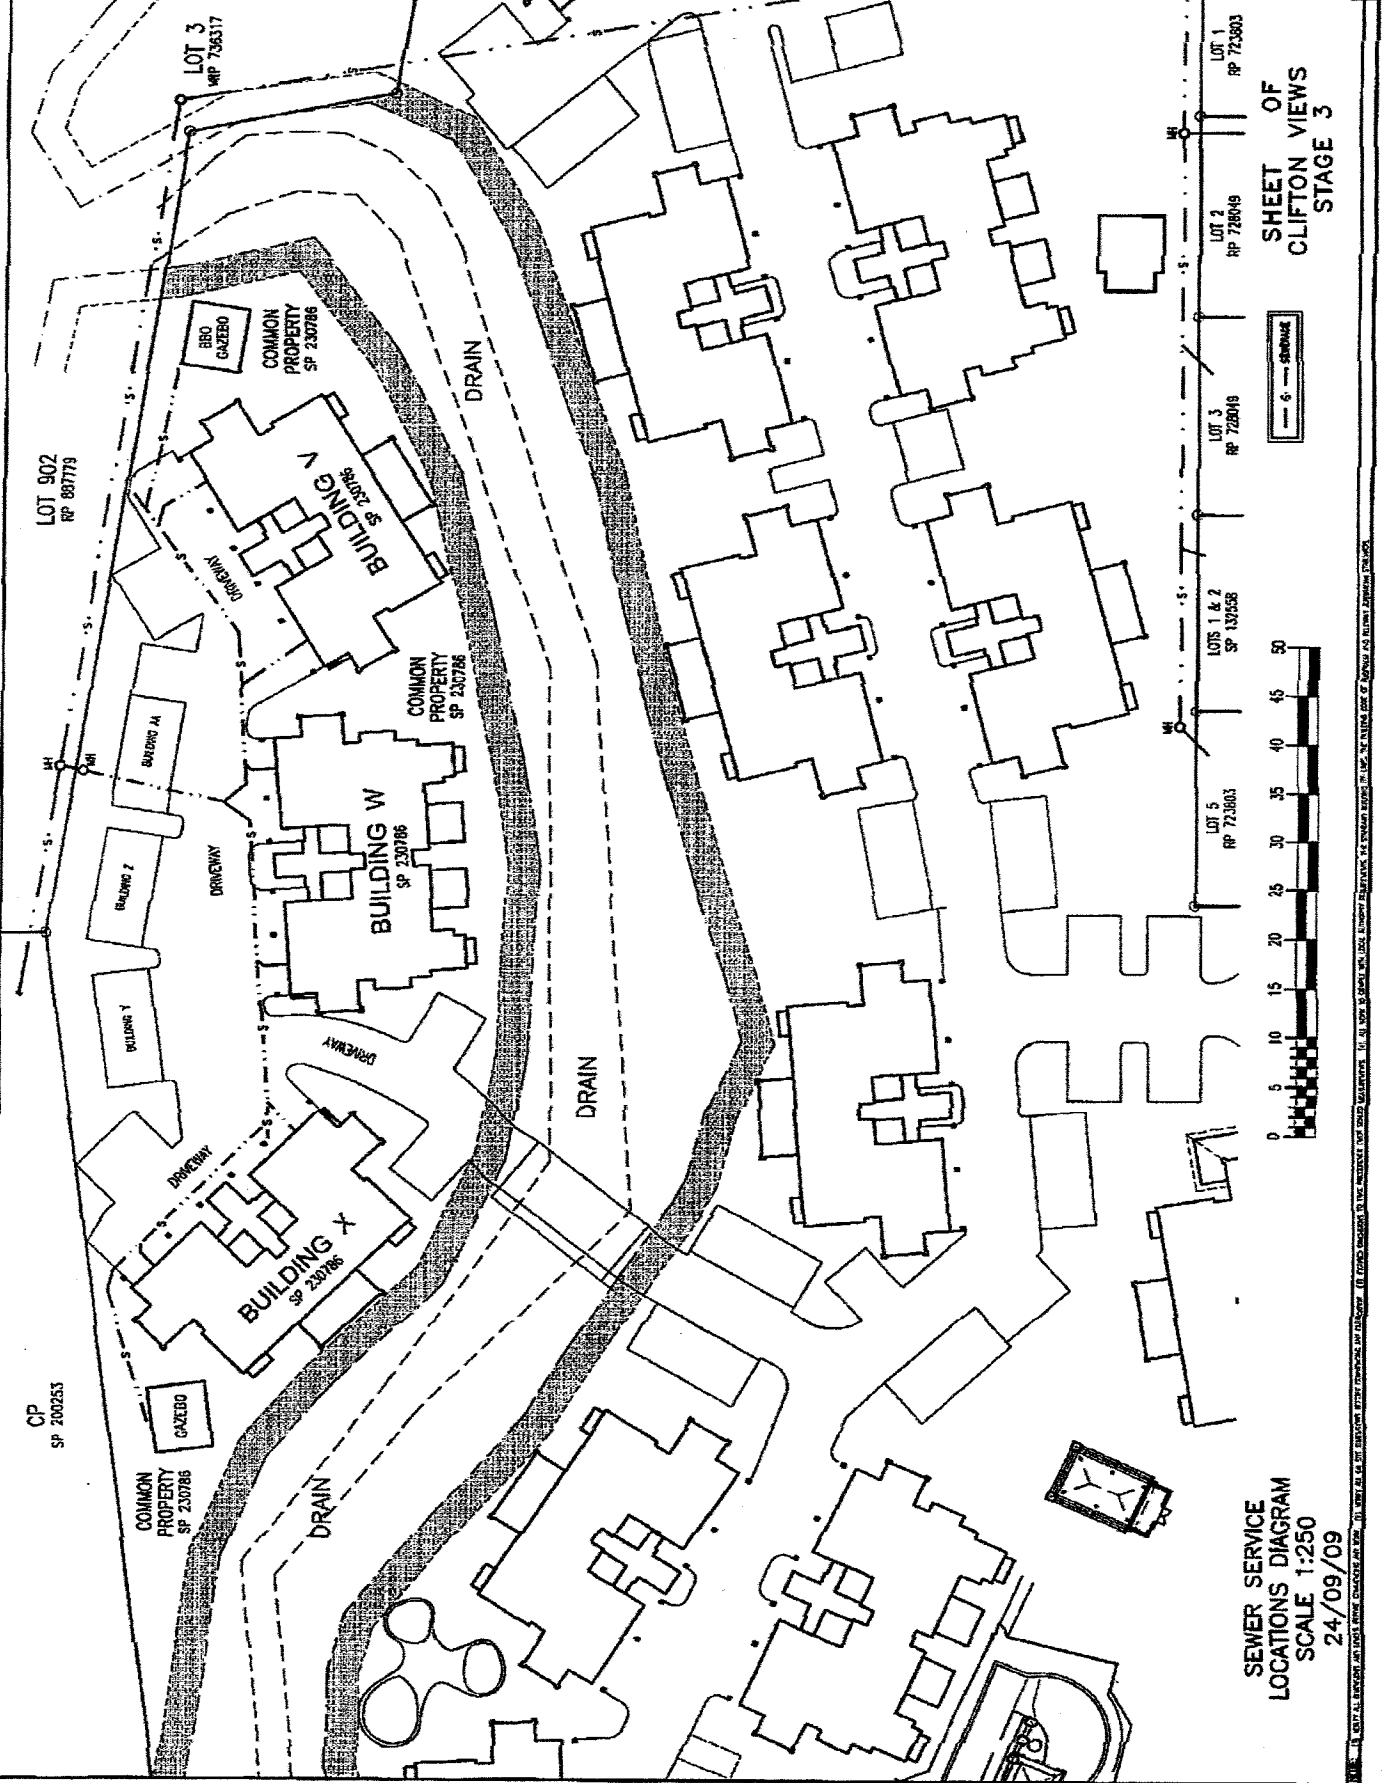 LOT 3
RP 736317
LOT 902
RP 887779
CP
SP 200253
BBQ
GAZEBO
COMMON
PROPERTY
SP 230786
BUILDING V
SP 230786
DRIVEWAY
COMMON
PROPERTY
SP 230786
BUILDING AA
BUILDING Z
BUILDING Y
MH
MH
DRIVEWAY
BUILDING W
SP 230786
DRIVEWAY
DRIVEWAY
BUILDING X
SP 230786
GAZEBO
COMMON
PROPERTY
SP 230786
DRAIN
DRAIN
DRAIN
LOT 1
RP 723803
MH
LOT 2
RP 728049
LOT 3
RP 728049
LOTS 1 & 2
SP 132558
MH
LOT 5
RP 723803
0 5 10 15 20 25 30 35 40 45 50
SEWERAGE
SHEET OF
CLIFTON VIEWS
STAGE 3
SEWER SERVICE
LOCATIONS DIAGRAM
SCALE 1:250
24/09/09